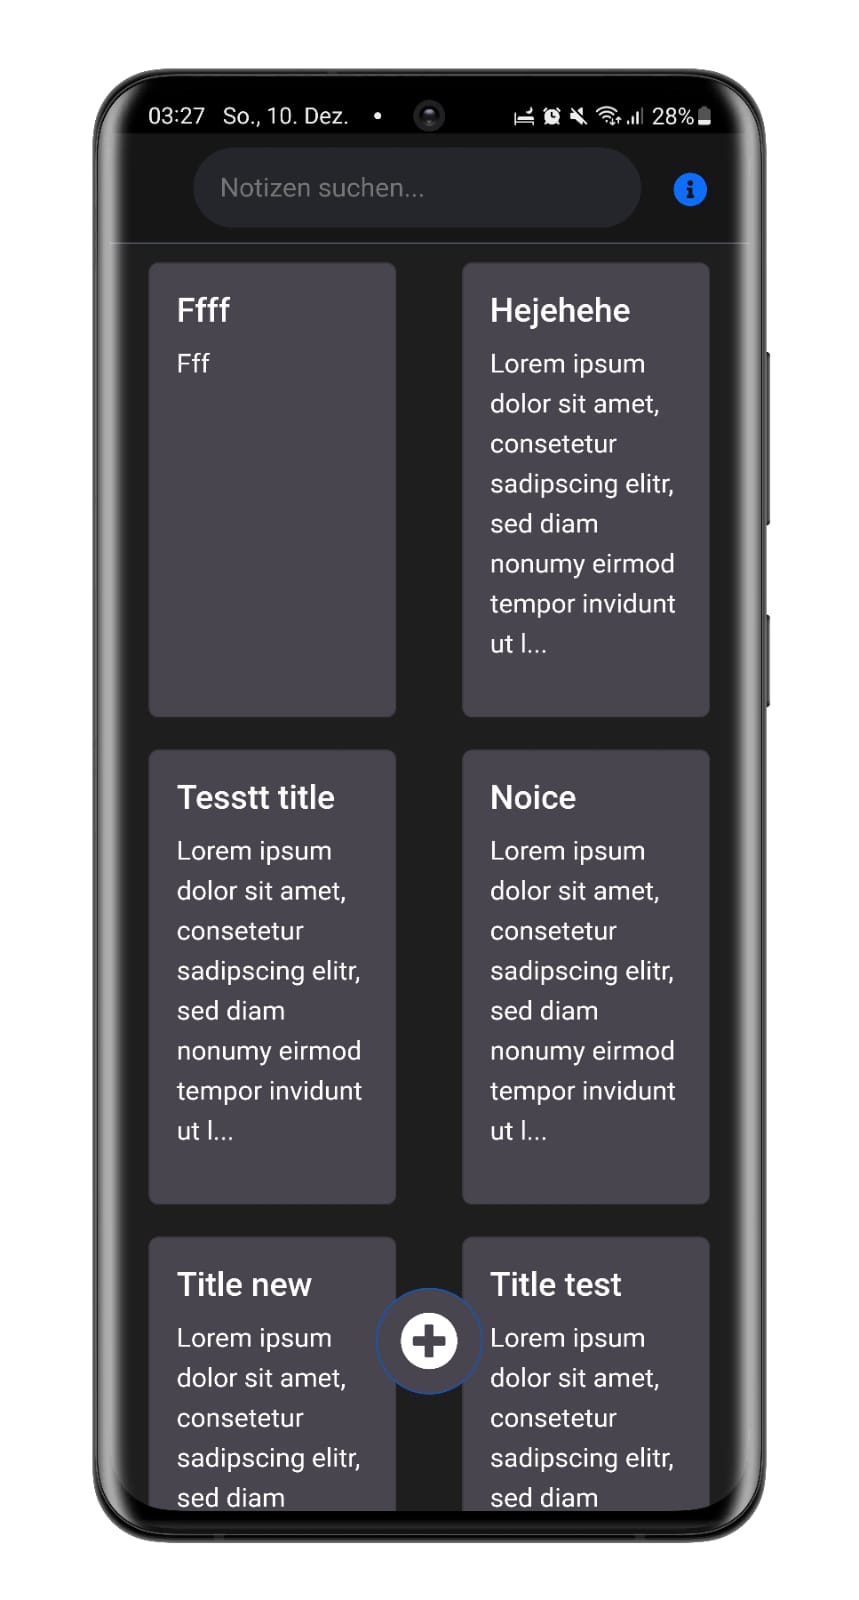 03:27 So., 10. Dez. • 28%
Notizen suchen...
Ffff
Fff
Hejehehe
Lorem ipsum
dolor sit amet,
consetetur
sadipscing elitr,
sed diam
nonumy eirmod
tempor invidunt
ut l...
Tesstt title
Lorem ipsum
dolor sit amet,
consetetur
sadipscing elitr,
sed diam
nonumy eirmod
tempor invidunt
ut l...
Noice
Lorem ipsum
dolor sit amet,
consetetur
sadipscing elitr,
sed diam
nonumy eirmod
tempor invidunt
ut l...
Title new
Lorem ipsum
dolor sit amet,
consetetur
sadipscing elitr,
sed diam
Title test
Lorem ipsum
dolor sit amet,
consetetur
sadipscing elitr,
sed diam